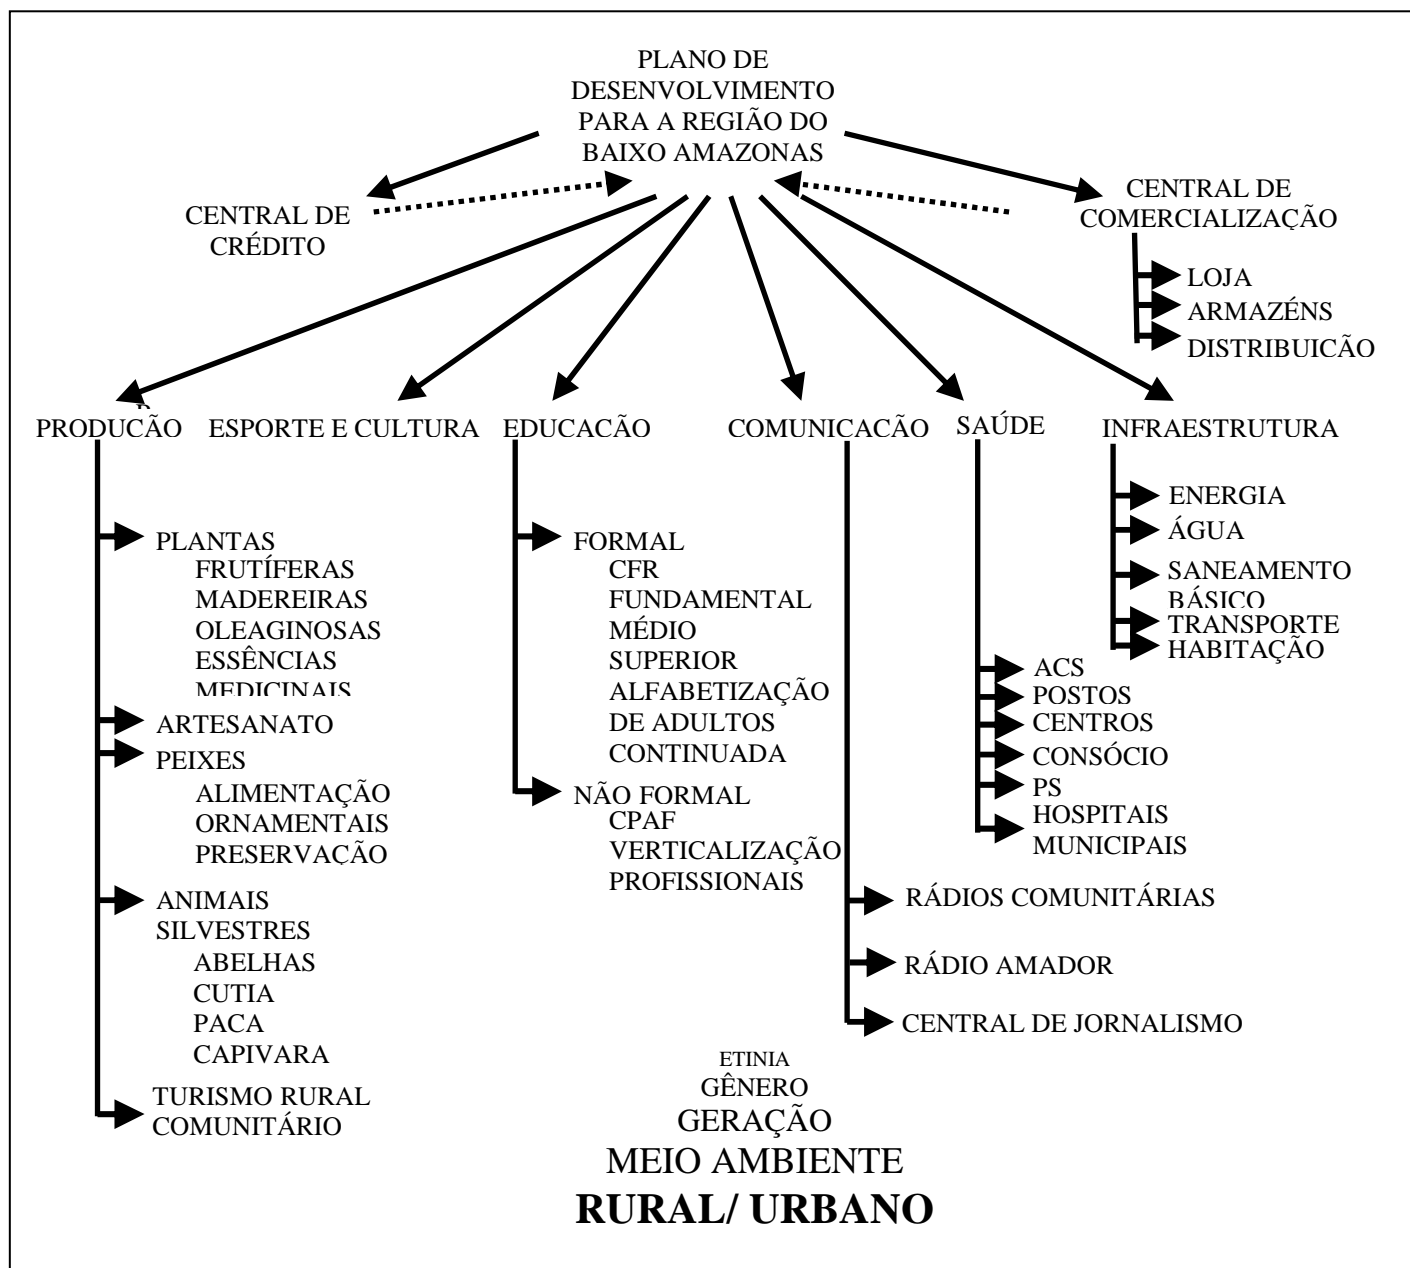 PLANO DE
DESENVOLVIMENTO
PARA A REGIÃO DO
BAIXO AMAZONAS
CENTRAL DE
CRÉDITO
CENTRAL DE
COMERCIALIZAÇÃO
LOJA
ARMAZÉNS
DISTRIBUICÃO
PRODUCÃO
ESPORTE E CULTURA
EDUCACÃO
COMUNICACÃO
SAÚDE
INFRAESTRUTURA
PLANTAS
FRUTÍFERAS
MADEREIRAS
OLEAGINOSAS
ESSÊNCIAS
MEDICINAIS
ARTESANATO
PEIXES
ALIMENTAÇÃO
ORNAMENTAIS
PRESERVAÇÃO
ANIMAIS
SILVESTRES
ABELHAS
CUTIA
PACA
CAPIVARA
TURISMO RURAL
COMUNITÁRIO
FORMAL
CFR
FUNDAMENTAL
MÉDIO
SUPERIOR
ALFABETIZAÇÃO
DE ADULTOS
CONTINUADA
NÃO FORMAL
CPAF
VERTICALIZAÇÃO
PROFISSIONAIS
RÁDIOS COMUNITÁRIAS
RÁDIO AMADOR
CENTRAL DE JORNALISMO
ACS
POSTOS
CENTROS
CONSÓCIO
PS
HOSPITAIS
MUNICIPAIS
ENERGIA
ÁGUA
SANEAMENTO
BÁSICO
TRANSPORTE
HABITAÇÃO
ETINIA
GÊNERO
GERAÇÃO
MEIO AMBIENTE
RURAL/ URBANO